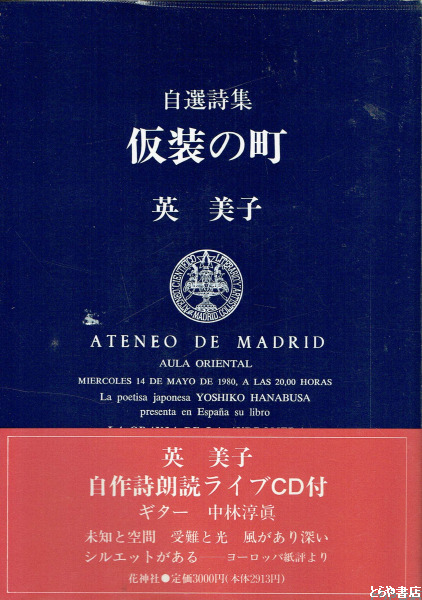 自選詩集
仮装の町
英 美子
ATENEO DE MADRID
AULA ORIENTAL
MIERCOLES 14 DE MAYO DE 1980, A LAS 20,00 HORAS
La poetisa japonesa YOSHIKO HANABUSA
presenta en España su libro
英 美子
自作詩朗読ライブCD付
ギター 中林淳眞
未知と空間 受難と光 風があり深い
シルエットがある——ヨーロッパ紙評より
花神社●定価3000円(本体2913円)
とらや書店